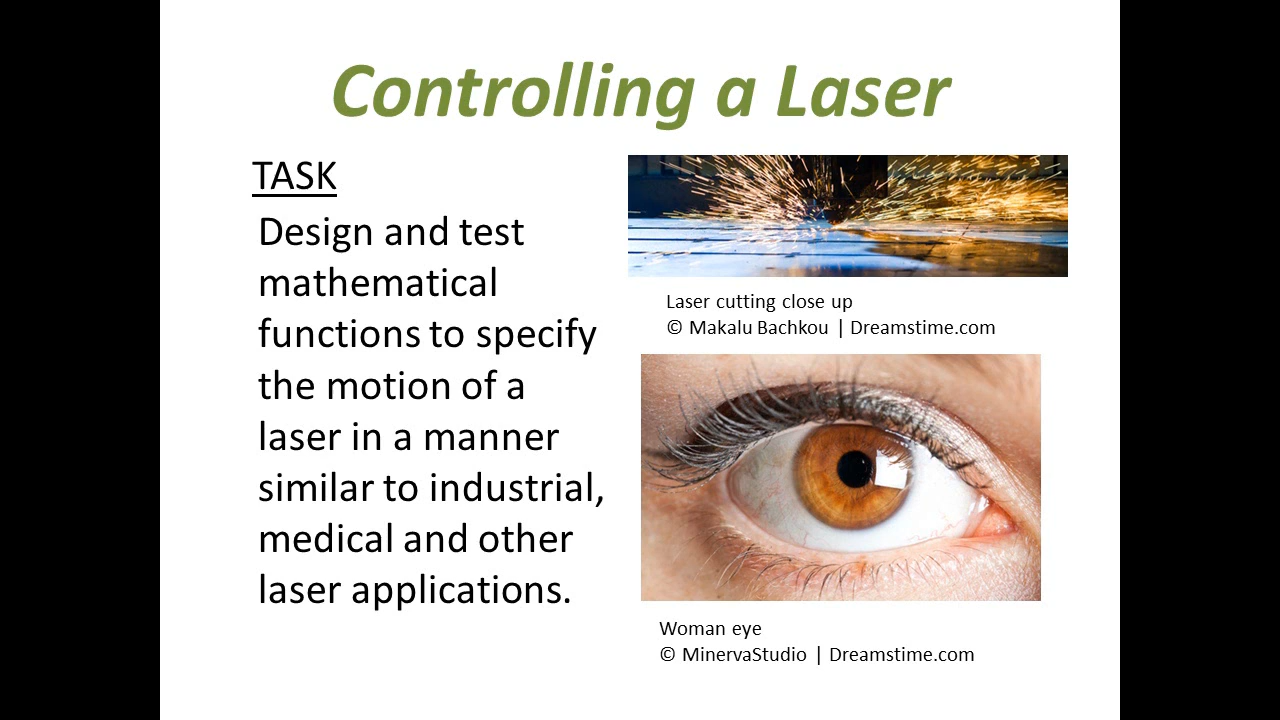 Controlling a Laser
TASK
Design and test
mathematical
functions to specify
the motion of a
laser in a manner
similar to industrial,
medical and other
laser applications.
Laser cutting close up
© Makalu Bachkou | Dreamstime.com
Woman eye
© MinervaStudio | Dreamstime.com